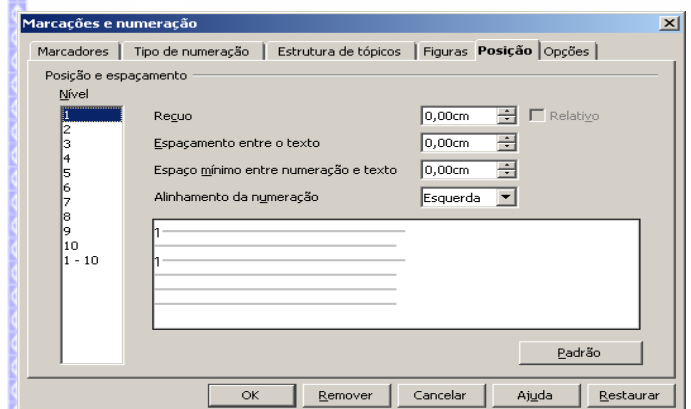 Marcações e numeração
Marcadores Tipo de numeração Estrutura de tópicos Figuras Posição Opções
Posição e espaçamento
Nível
1
2
3
4
5
6
7
8
9
10
1 - 10
Recuo 0,00cm Relativo
Espaçamento entre o texto 0,00cm
Espaço mínimo entre numeração e texto 0,00cm
Alinhamento da numeração Esquerda
1
1
Padrão
OK Remover Cancelar Ajuda Restaurar